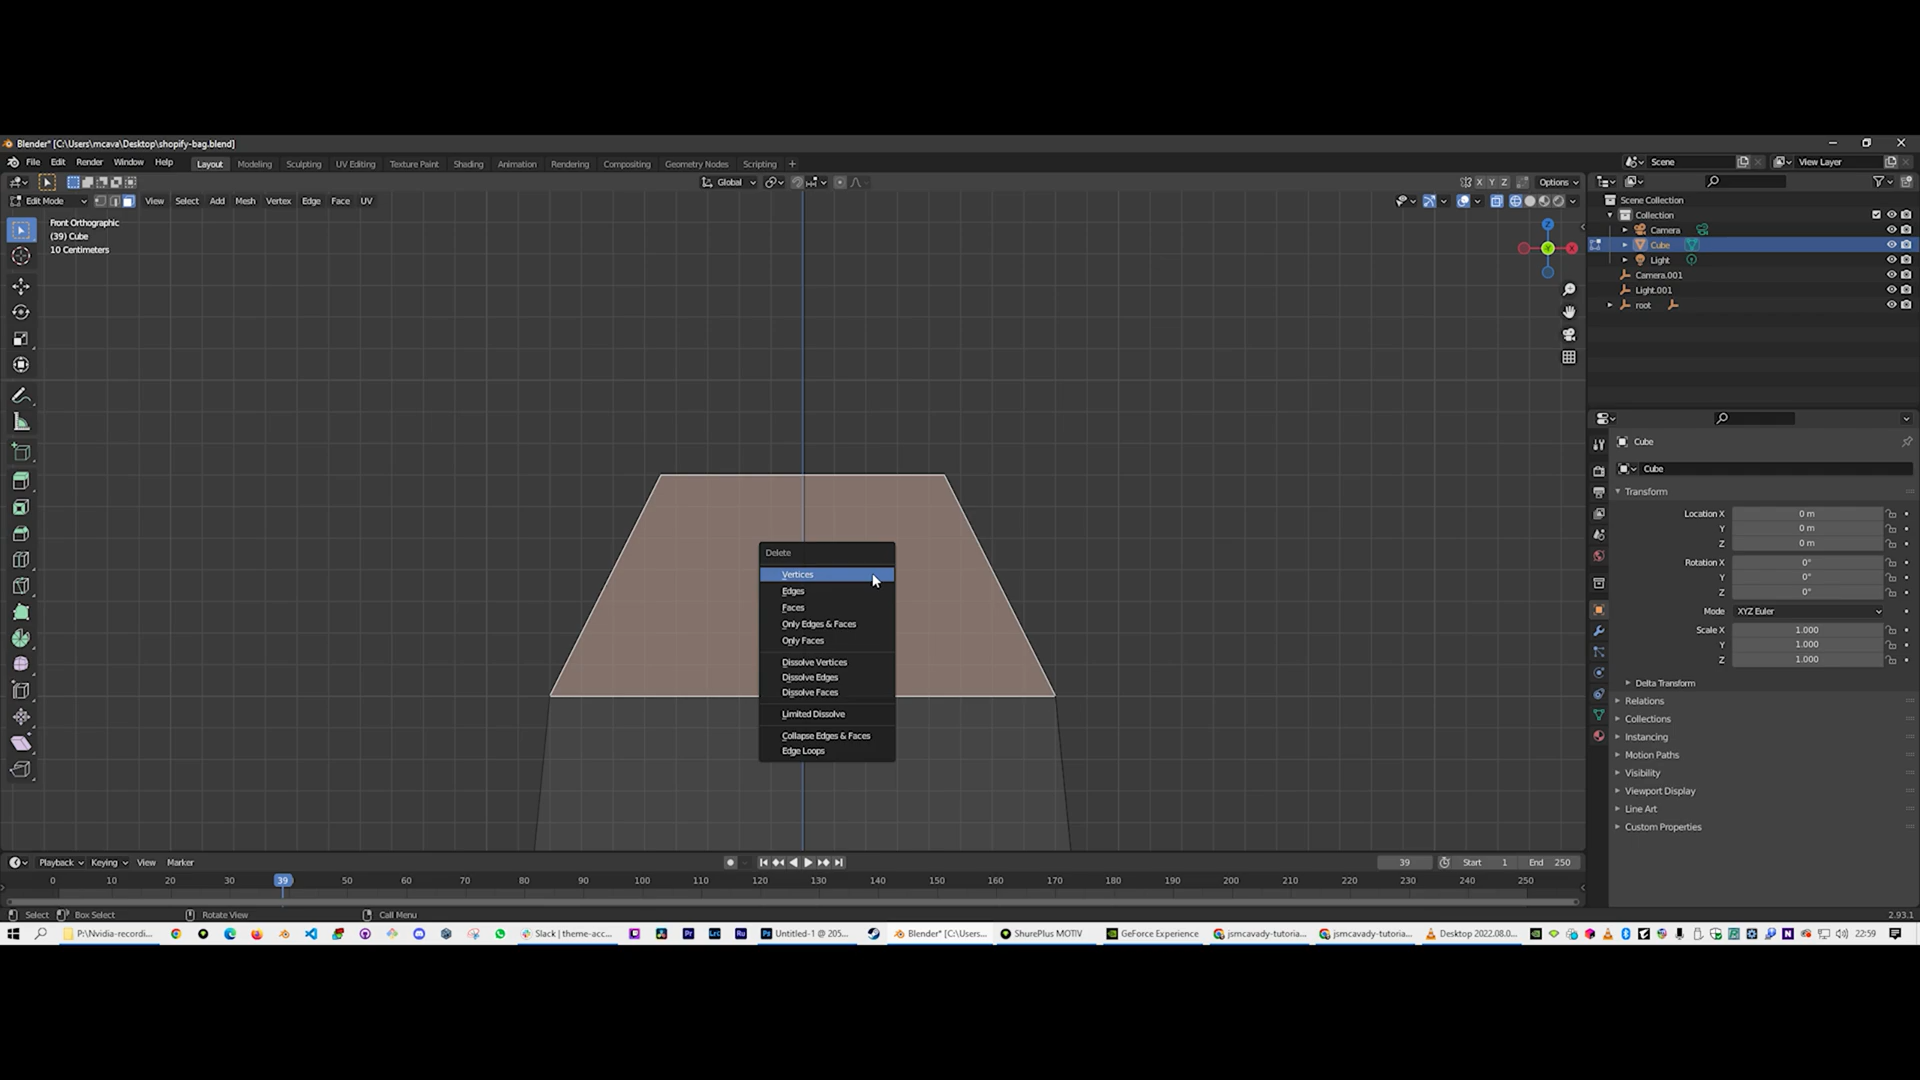 Blender* [C:\Users\mcava\Desktop\shopify-bag.blend]
File Edit Render Window Help Layout Modeling Sculpting UV Editing Texture Paint Shading Animation Rendering Compositing Geometry Nodes Scripting + Scene View Layer
Global X Y Z Options
Edit Mode View Select Add Mesh Vertex Edge Face UV
Front Orthographic
(39) Cube
10 Centimeters
Z
Y
X
Scene Collection
Collection
Camera
Cube
Light
Camera.001
Light.001
root
Cube
Cube
Transform
Location X 0 m
Y 0 m
Z 0 m
Rotation X 0°
Y 0°
Z 0°
Mode XYZ Euler
Scale X 1.000
Y 1.000
Z 1.000
Delta Transform
Relations
Collections
Instancing
Motion Paths
Visibility
Viewport Display
Line Art
Custom Properties
Delete
Vertices
Edges
Faces
Only Edges & Faces
Only Faces
Dissolve Vertices
Dissolve Edges
Dissolve Faces
Limited Dissolve
Collapse Edges & Faces
Edge Loops
Playback Keying View Marker 39 Start 1 End 250
0 10 20 30 39 50 60 70 80 90 100 110 120 130 140 150 160 170 180 190 200 210 220 230 240 250
Select Box Select Rotate View Call Menu 2.93.1
P:\Nvidia-recordi... Slack | theme-acc... Untitled-1 @ 205... Blender* [C:\Users... ShurePlus MOTIV GeForce Experience jsmcavady-tutoria... jsmcavady-tutoria... Desktop 2022.08.0... 22:59